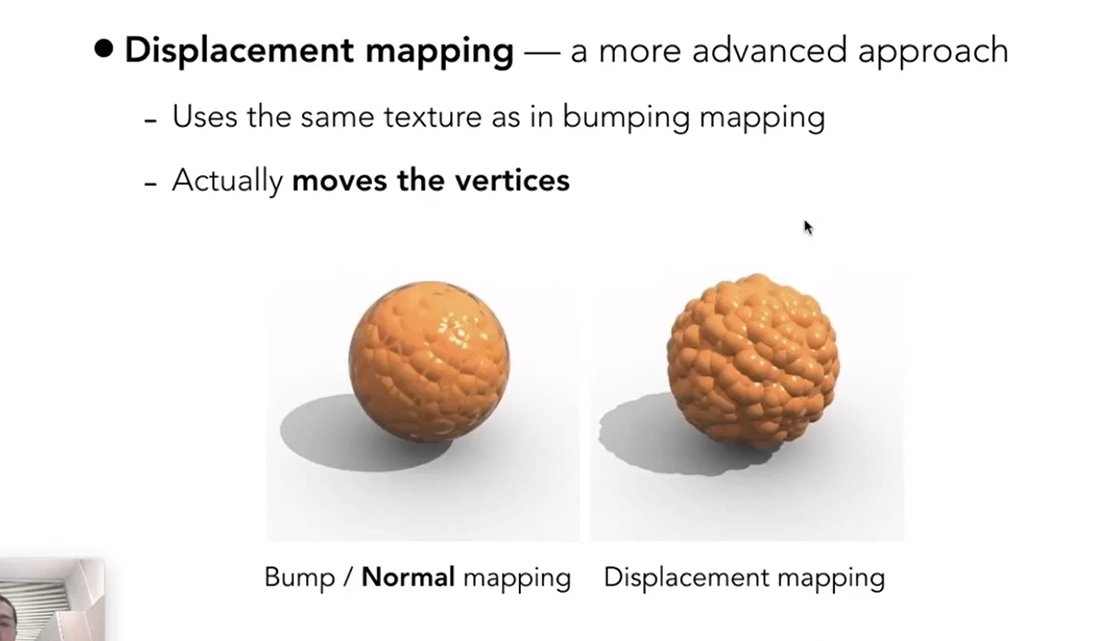 ● Displacement mapping — a more advanced approach
- Uses the same texture as in bumping mapping
- Actually moves the vertices
Bump / Normal mapping
Displacement mapping